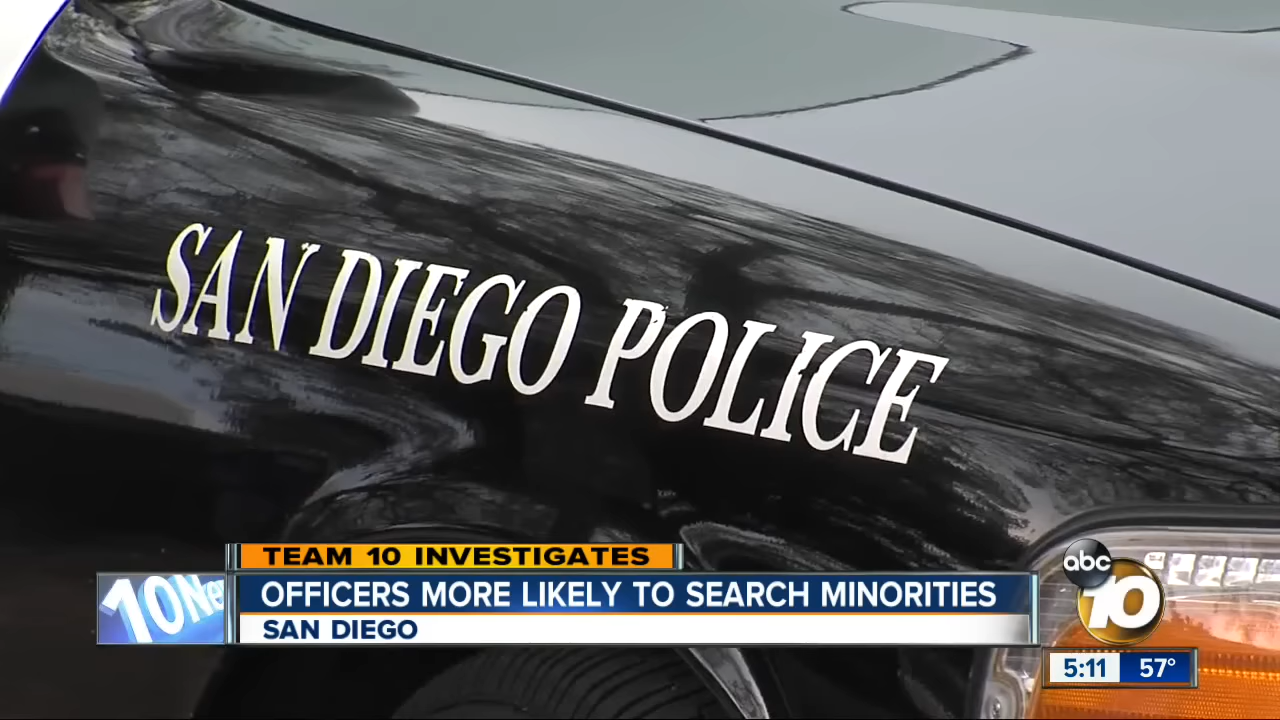 SAN DIEGO POLICE
TEAM 10 INVESTIGATES
10
OFFICERS MORE LIKELY TO SEARCH MINORITIES
SAN DIEGO
abc
10
5:11 57°